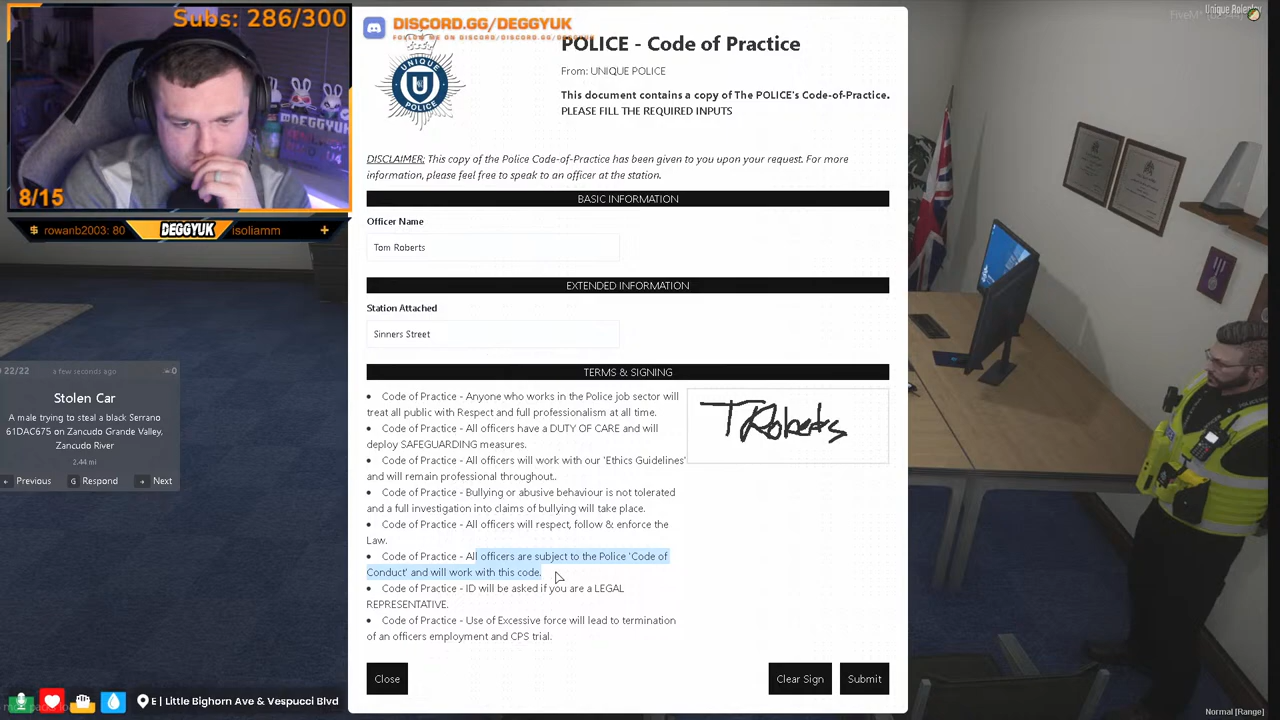 Subs: 286/300
8/15
$ rowanb2003: 80
DEGGYUK
isoliamm
+
DISCORD.GG/DEGGYUK
UNIQUE
POLICE
POLICE - Code of Practice
From: UNIQUE POLICE
This document contains a copy of The POLICE's Code-of-Practice.
PLEASE FILL THE REQUIRED INPUTS
DISCLAIMER: This copy of the Police Code-of-Practice has been given to you upon your request. For more
information, please feel free to speak to an officer at the station.
BASIC INFORMATION
Officer Name
Tom Roberts
EXTENDED INFORMATION
Station Attached
Sinners Street
TERMS & SIGNING
• Code of Practice - Anyone who works in the Police job sector will
treat all public with Respect and full professionalism at all time.
• Code of Practice - All officers have a DUTY OF CARE and will
deploy SAFEGUARDING measures.
• Code of Practice - All officers will work with our 'Ethics Guidelines'
and will remain professional throughout..
• Code of Practice - Bullying or abusive behaviour is not tolerated
and a full investigation into claims of bullying will take place.
• Code of Practice - All officers will respect, follow & enforce the
Law.
• Code of Practice - All officers are subject to the Police 'Code of
Conduct' and will work with this code.
• Code of Practice - ID will be asked if you are a LEGAL
REPRESENTATIVE.
• Code of Practice - Use of Excessive force will lead to termination
of an officers employment and CPS trial.
TRoberts
Close
Clear Sign
Submit
22/22
a few seconds ago
0
Stolen Car
A male trying to steal a black Serrano
61DAC675 on Zancudo Grande Valley,
Zancudo River
2.44 mi
Previous
G Respond
Next
E | Little Bighorn Ave & Vespucci Blvd
Unique Roleplay
FiveM
Normal [Range]